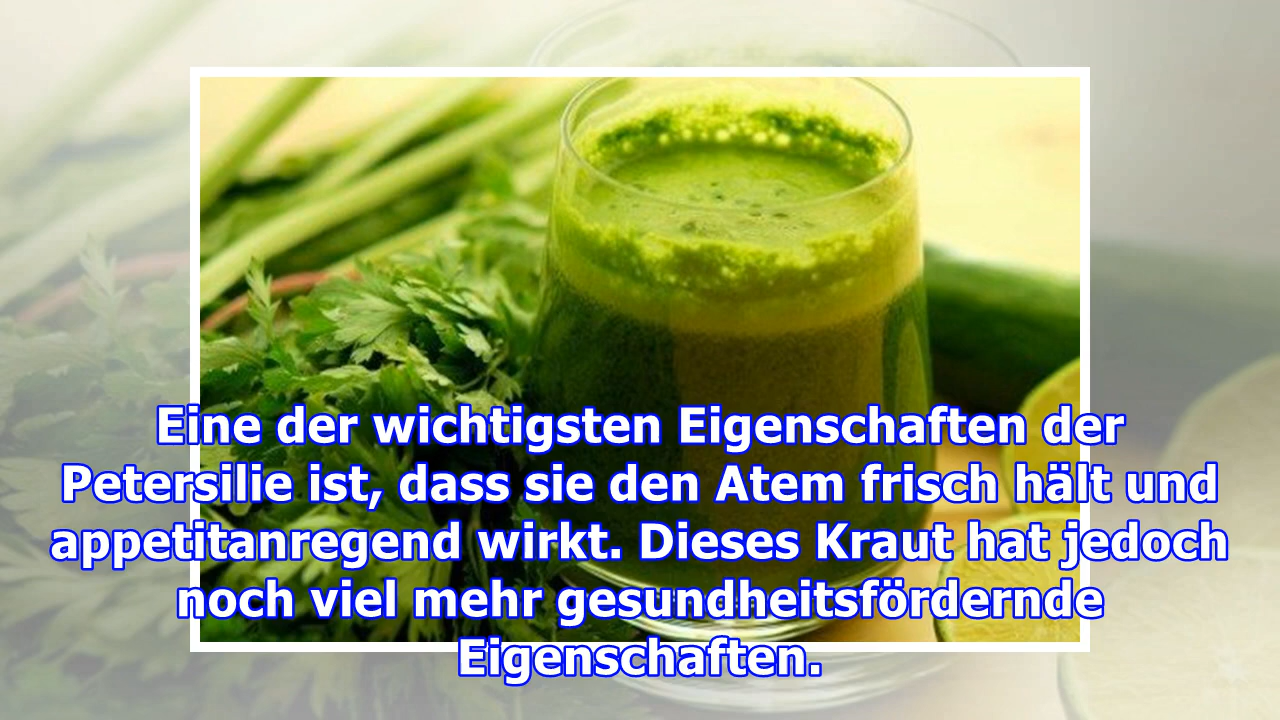 Eine der wichtigsten Eigenschaften der
Petersilie ist, dass sie den Atem frisch hält und
appetitanregend wirkt. Dieses Kraut hat jedoch
noch viel mehr gesundheitsfördernde
Eigenschaften.